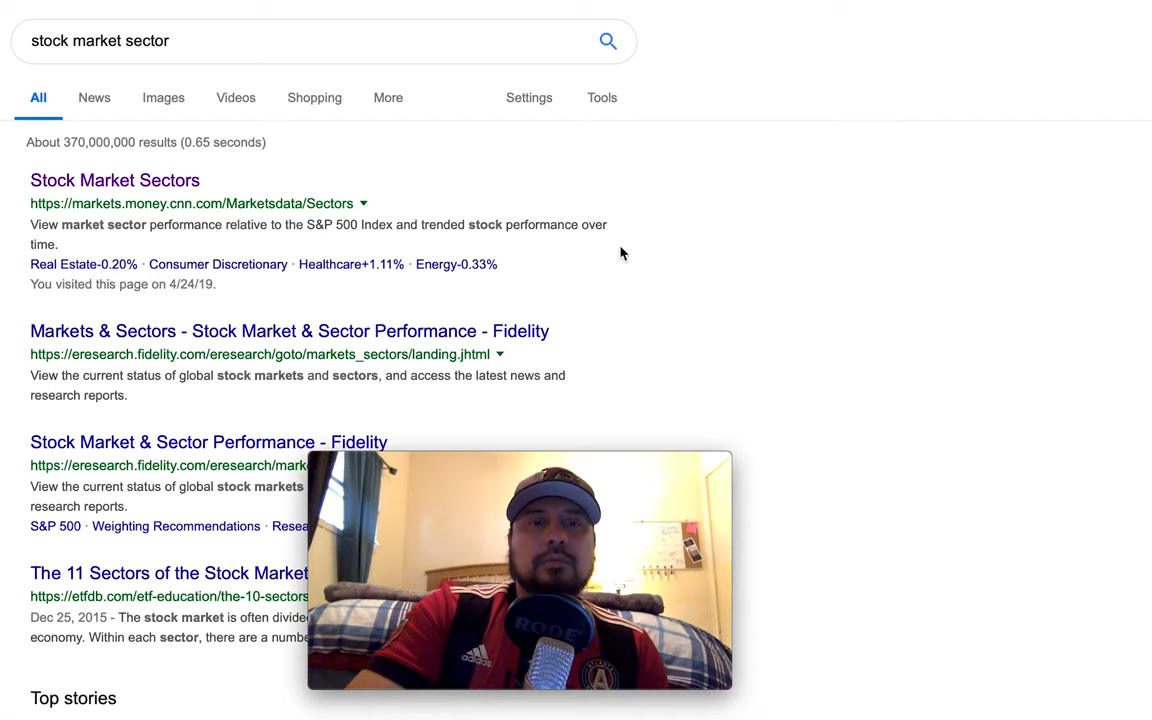 stock market sector
All News Images Videos Shopping More Settings Tools
About 370,000,000 results (0.65 seconds)
Stock Market Sectors
https://markets.money.cnn.com/Marketsdata/Sectors
View market sector performance relative to the S&P 500 Index and trended stock performance over
time.
Real Estate-0.20% · Consumer Discretionary · Healthcare+1.11% · Energy-0.33%
You visited this page on 4/24/19.
Markets & Sectors - Stock Market & Sector Performance - Fidelity
https://eresearch.fidelity.com/eresearch/goto/markets_sectors/landing.jhtml
View the current status of global stock markets and sectors, and access the latest news and
research reports.
Stock Market & Sector Performance - Fidelity
https://eresearch.fidelity.com/eresearch/mark
View the current status of global stock markets
research reports.
S&P 500 · Weighting Recommendations · Resea
The 11 Sectors of the Stock Market
https://etfdb.com/etf-education/the-10-sectors
Dec 25, 2015 - The stock market is often divide
economy. Within each sector, there are a numbe
Top stories
RODE
adidas